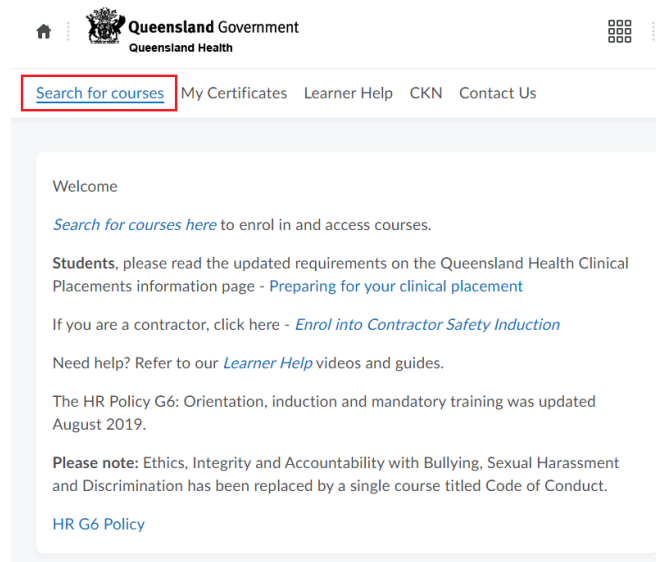 Queensland Government
Queensland Health
Search for courses My Certificates Learner Help CKN Contact Us
Welcome
Search for courses here to enrol in and access courses.
Students, please read the updated requirements on the Queensland Health Clinical
Placements information page - Preparing for your clinical placement
If you are a contractor, click here - Enrol into Contractor Safety Induction
Need help? Refer to our Learner Help videos and guides.
The HR Policy G6: Orientation, induction and mandatory training was updated
August 2019.
Please note: Ethics, Integrity and Accountability with Bullying, Sexual Harassment
and Discrimination has been replaced by a single course titled Code of Conduct.
HR G6 Policy